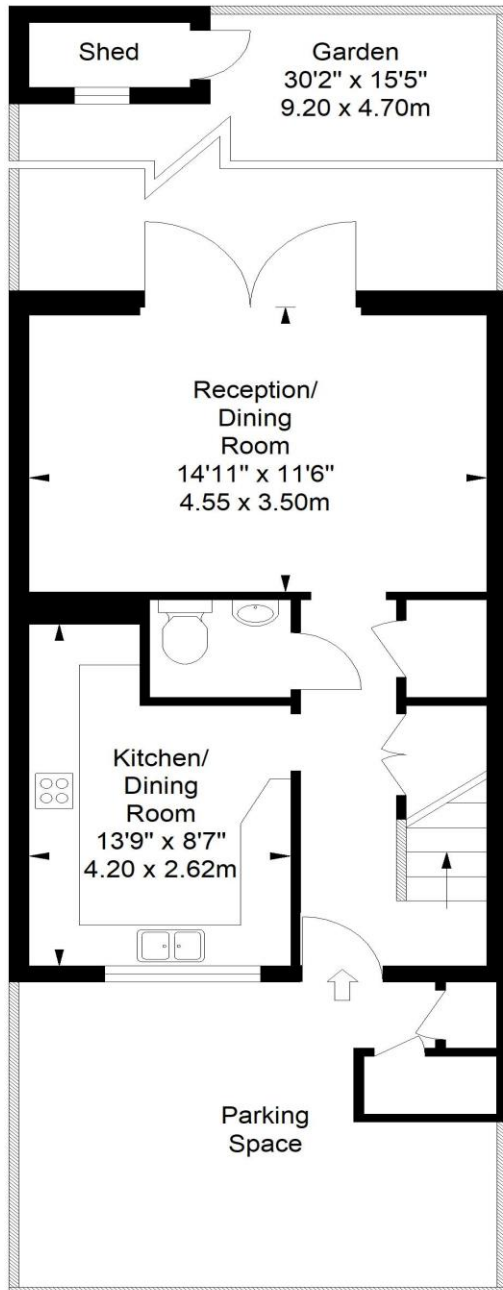 Shed
Garden
30'2" x 15'5"
9.20 x 4.70m
Reception/
Dining
Room
14'11" x 11'6"
4.55 x 3.50m
Kitchen/
Dining
Room
13'9" x 8'7"
4.20 x 2.62m
Parking
Space